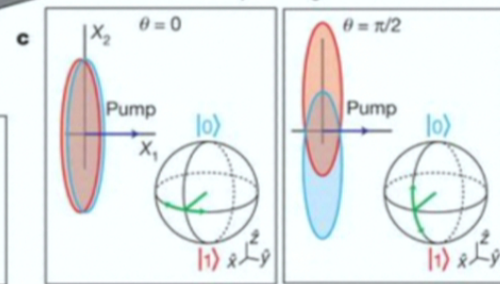 c
θ = 0
X₂
Pump
X₁
|0⟩
|1⟩
ẑ
x̂
ŷ
θ = π/2
Pump
|0⟩
|1⟩
ẑ
x̂
ŷ